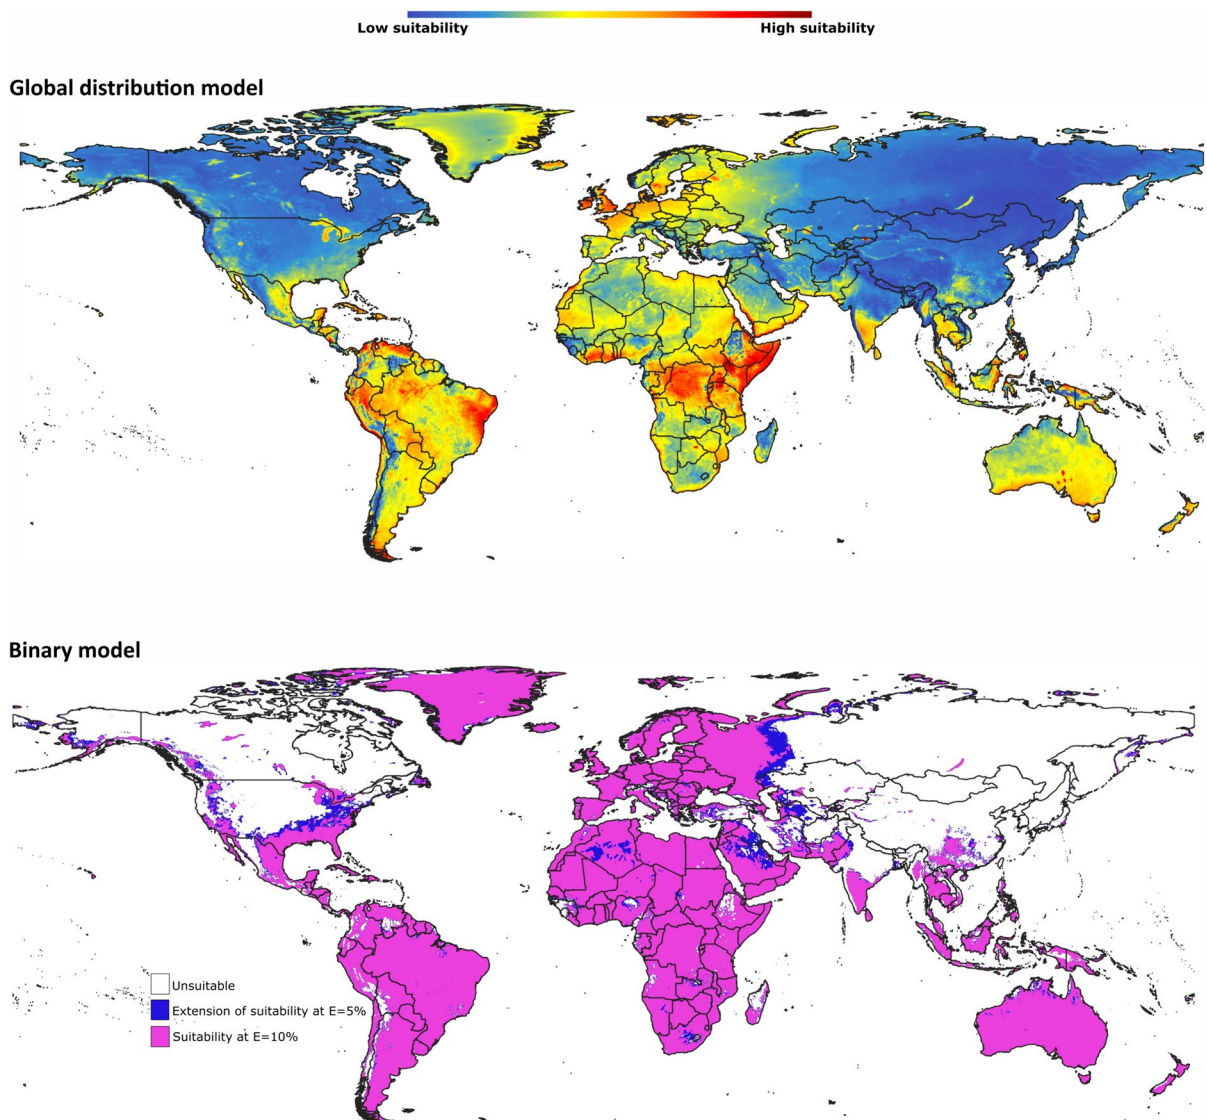 Low suitability
High suitability
Global distribution model
Binary model
Unsuitable
Extension of suitability at E=5%
Suitability at E=10%